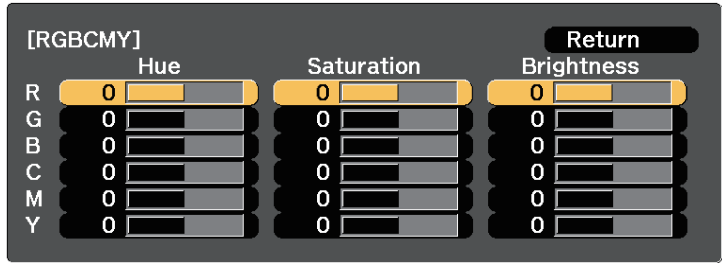 [RGBCMY] Return
Hue Saturation Brightness
R 0 0 0
G 0 0 0
B 0 0 0
C 0 0 0
M 0 0 0
Y 0 0 0